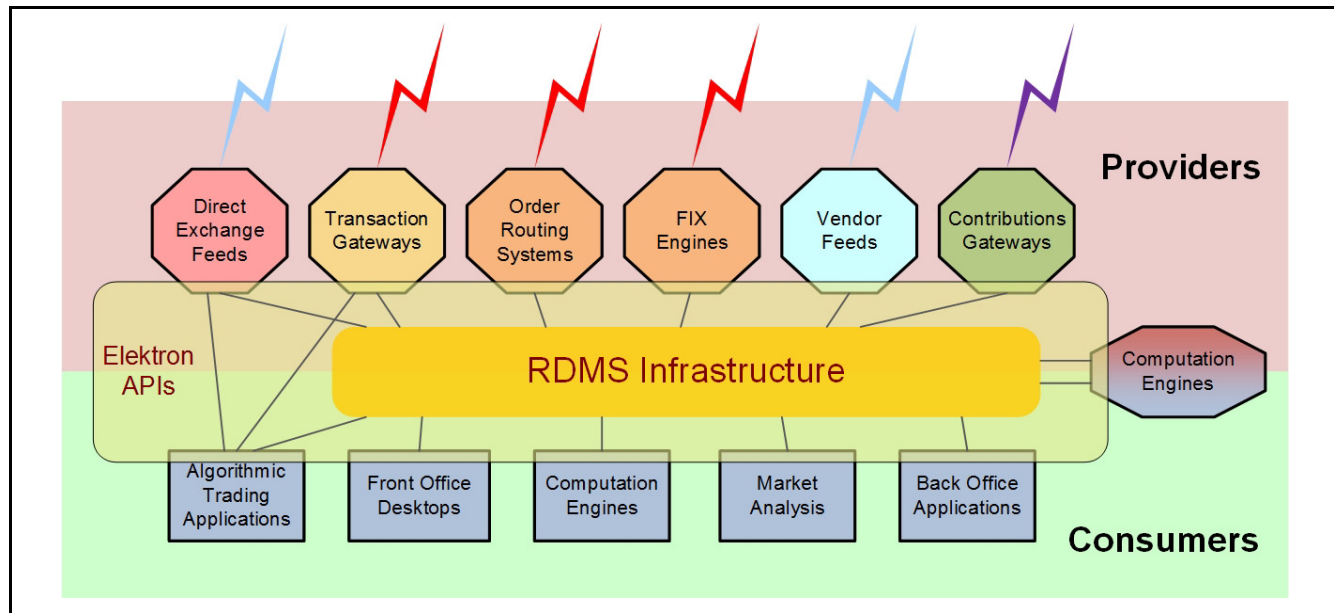 Providers
Direct
Exchange
Feeds
Transaction
Gateways
Order
Routing
Systems
FIX
Engines
Vendor
Feeds
Contributions
Gateways
Elektron
APIs
RDMS Infrastructure
Computation
Engines
Algorithmic
Trading
Applications
Front Office
Desktops
Computation
Engines
Market
Analysis
Back Office
Applications
Consumers